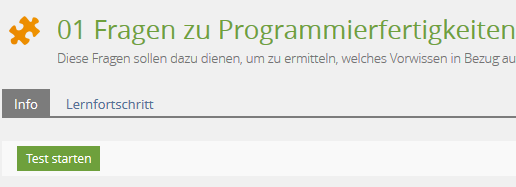 01 Fragen zu Programmierfertigkeiten
Diese Fragen sollen dazu dienen, um zu ermitteln, welches Vorwissen in Bezug au
Info
Lernfortschritt
Test starten